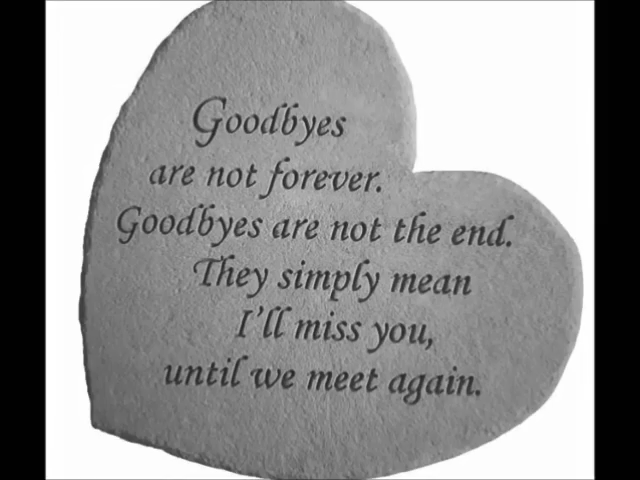 Goodbyes
are not forever.
Goodbyes are not the end.
They simply mean
I'll miss you,
until we meet again.